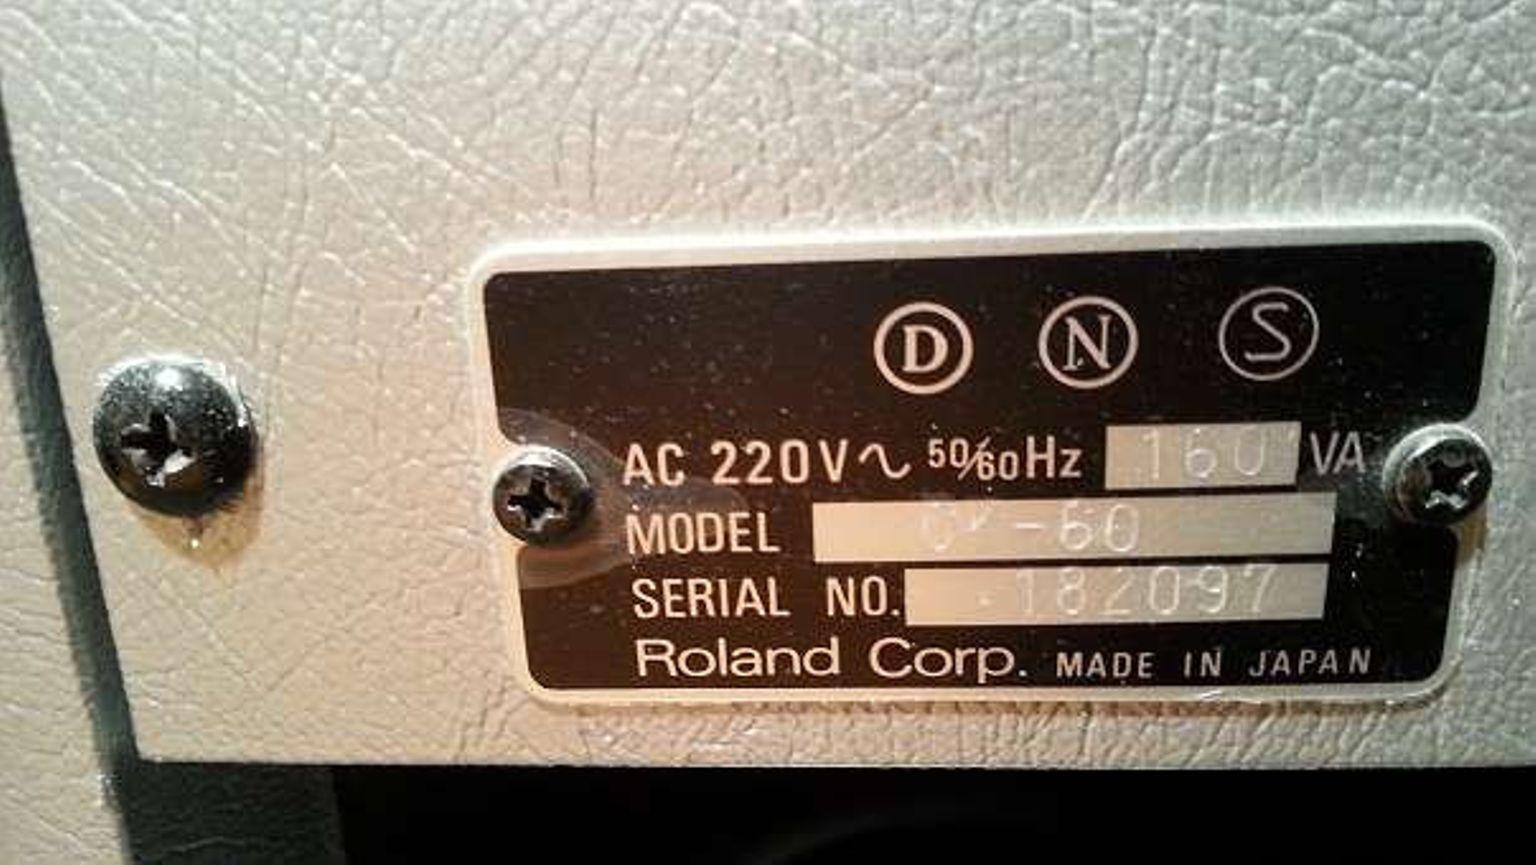 D N S
AC 220V~ 50/60Hz 160 VA
MODEL -60
SERIAL NO. 182097
Roland Corp. MADE IN JAPAN